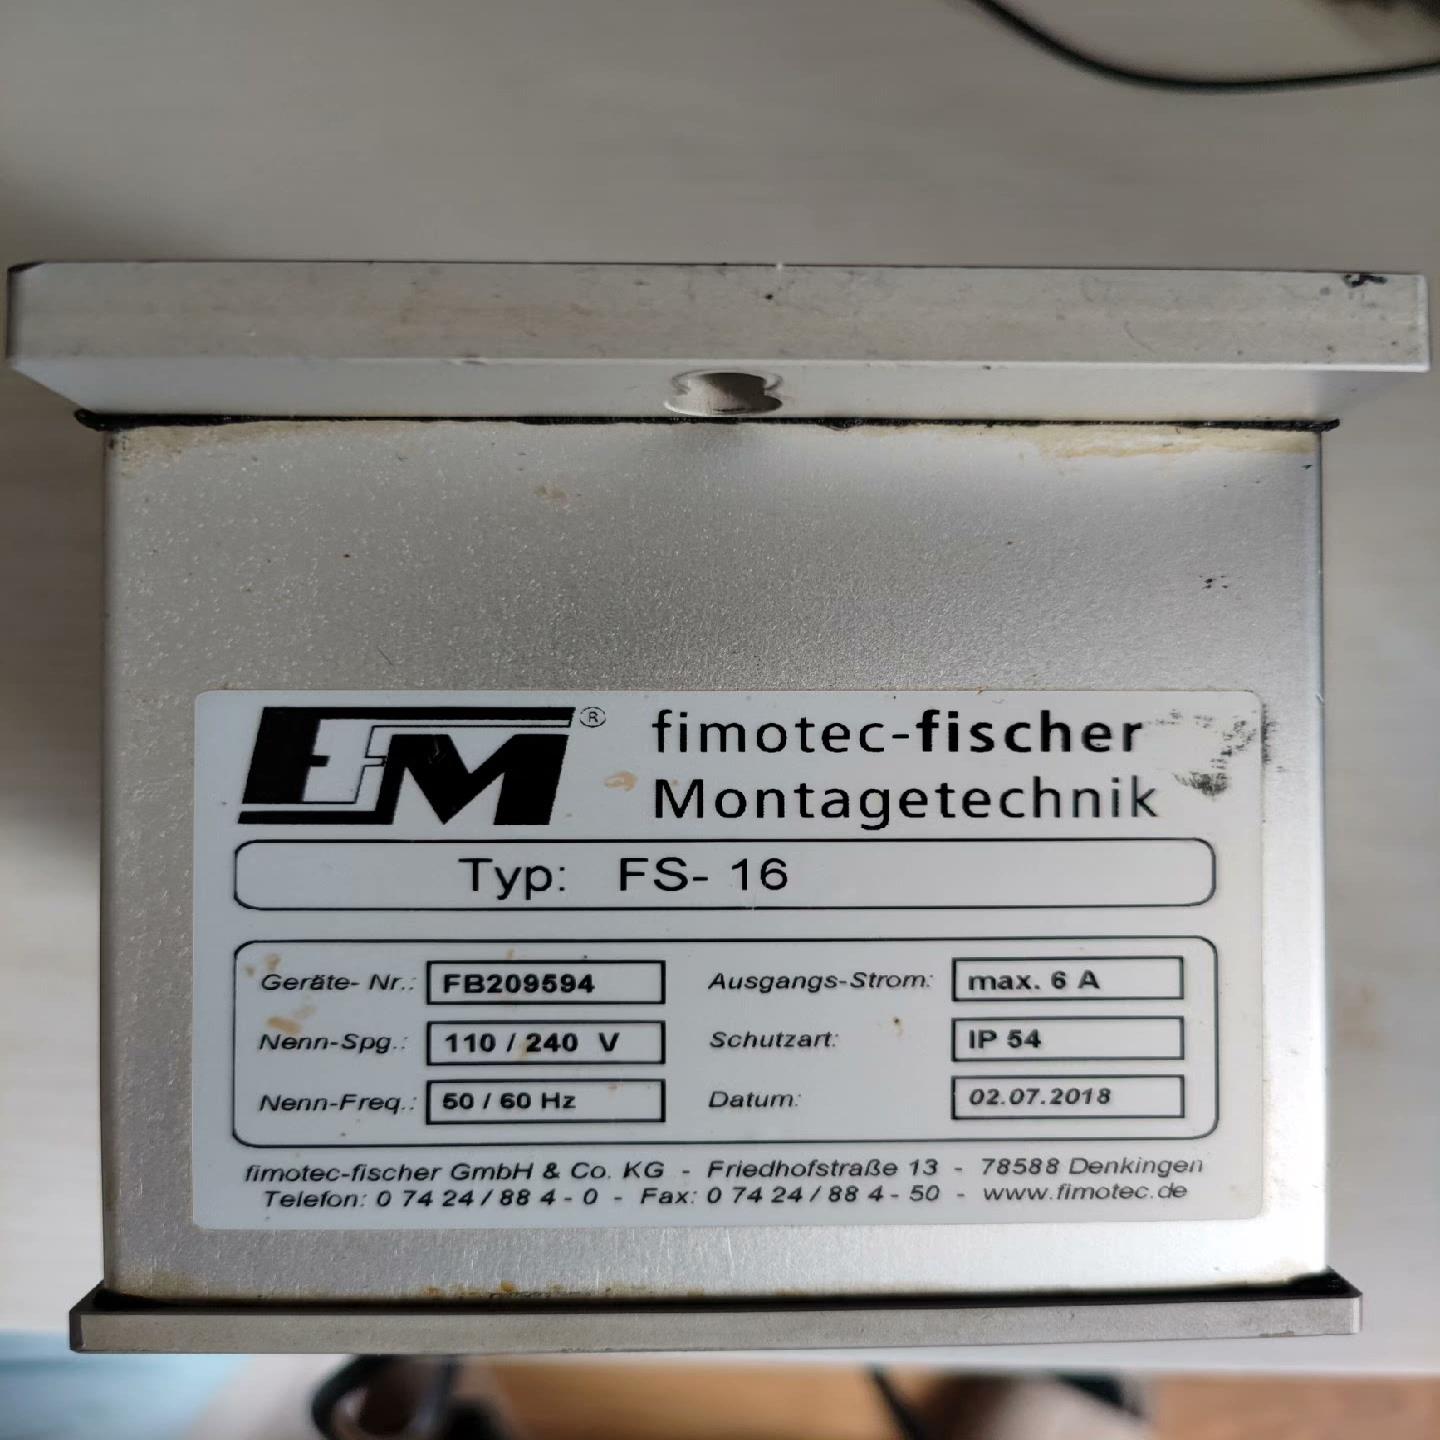 FM ®
fimotec-fischer
Montagetechnik
Typ: FS- 16
Geräte- Nr.: FB209594 Ausgangs-Strom: max. 6 A
Nenn-Spg.: 110 / 240 V Schutzart: IP 54
Nenn-Freq.: 50 / 60 Hz Datum: 02.07.2018
fimotec-fischer GmbH & Co. KG - Friedhofstraße 13 - 78588 Denkingen
Telefon: 0 74 24 / 88 4 - 0 - Fax: 0 74 24 / 88 4 - 50 - www.fimotec.de